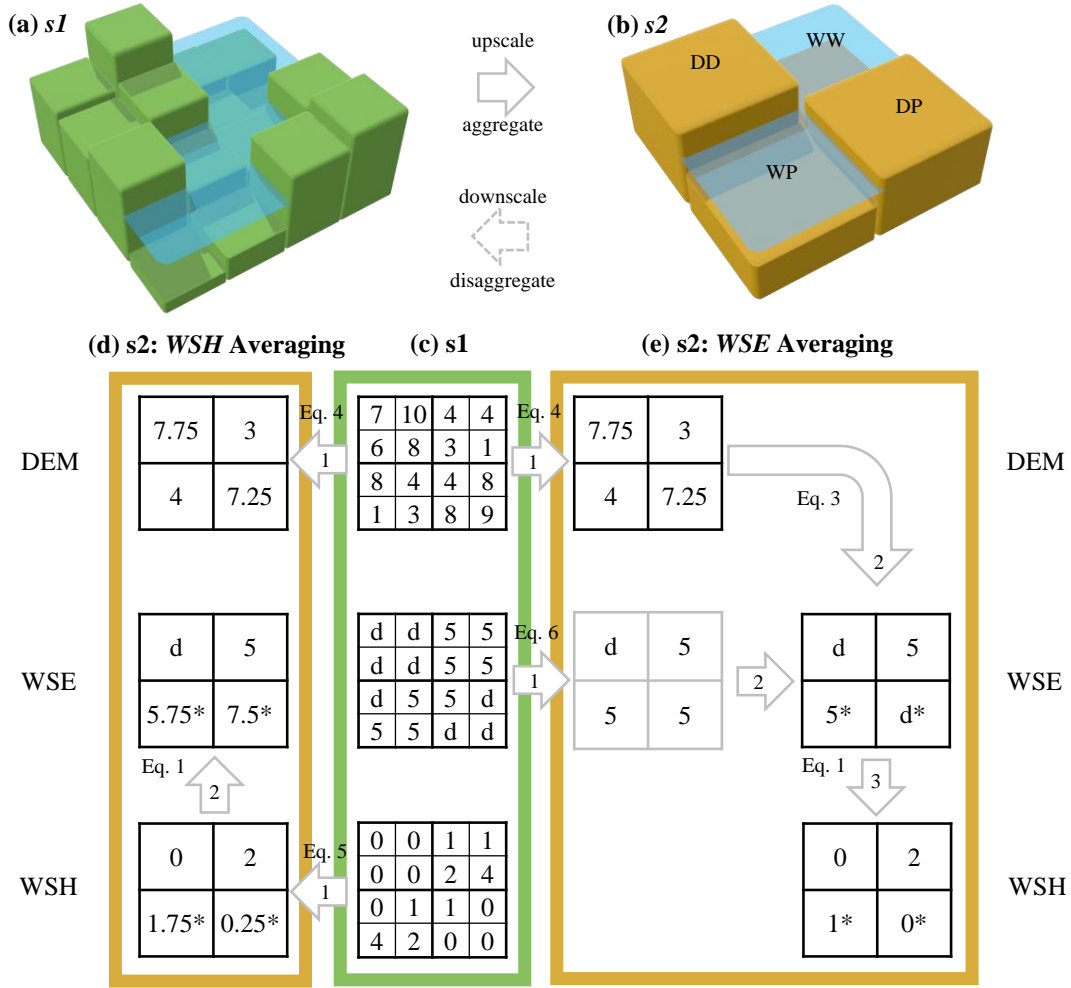 (a) s1
upscale
aggregate
downscale
disaggregate
(b) s2
DD
WW
DP
WP
(d) s2: WSH Averaging
(c) s1
(e) s2: WSE Averaging
DEM
7.75 3
4 7.25
Eq. 4
1
7 10 4 4
6 8 3 1
8 4 4 8
1 3 8 9
Eq. 4
1
7.75 3
4 7.25
Eq. 3
2
DEM
WSE
d 5
5.75* 7.5*
d d 5 5
d d 5 5
d 5 5 d
5 5 d d
Eq. 6
1
d 5
5 5
2
d 5
5* d*
WSE
Eq. 1
2
Eq. 1
3
WSH
0 2
1.75* 0.25*
Eq. 5
1
0 0 1 1
0 0 2 4
0 1 1 0
4 2 0 0
0 2
1* 0*
WSH